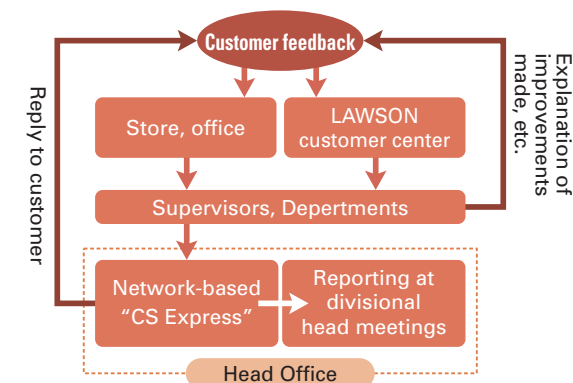 Customer feedback
Store, office
LAWSON
customer center
Supervisors, Depertments
Network-based
“CS Express”
Reporting at
divisional
head meetings
Head Office
Reply to customer
Explanation of
improvements
made, etc.